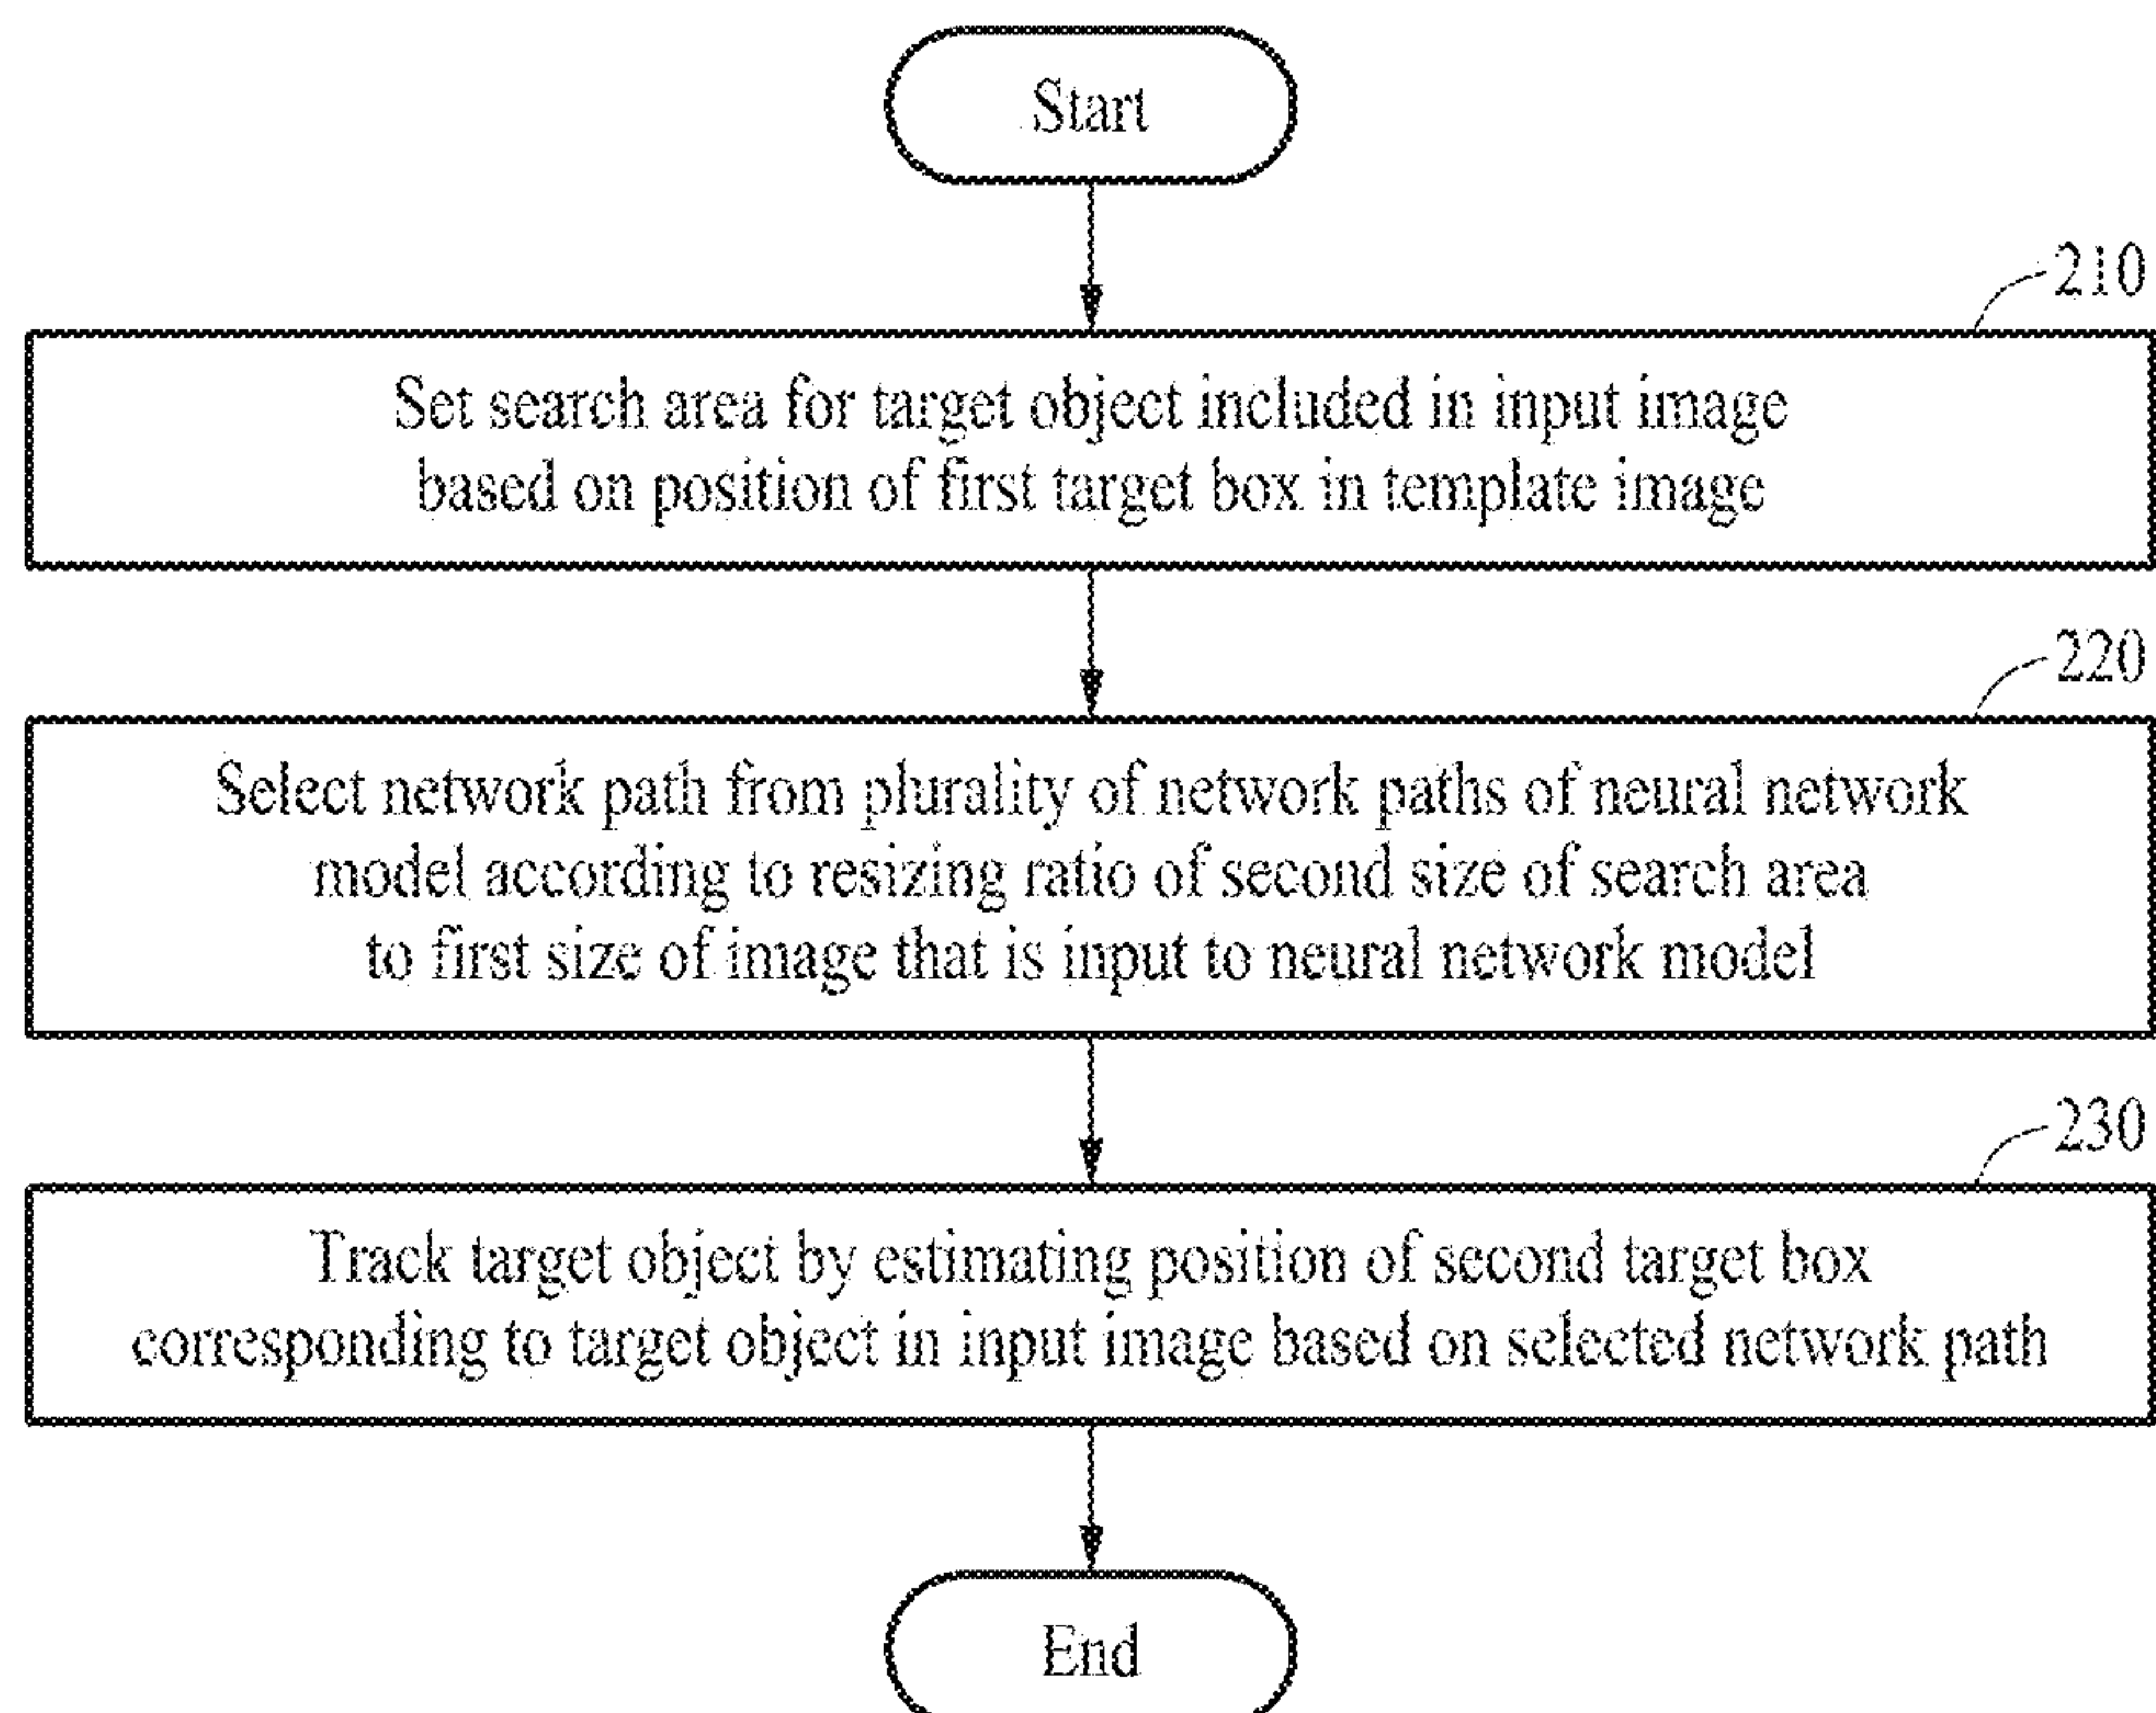 Start
210
Set search area for target object included in input image
based on position of first target box in template image
220
Select network path from plurality of network paths of neural network
model according to resizing ratio of second size of search area
to first size of image that is input to neural network model
230
Track target object by estimating position of second target box
corresponding to target object in input image based on selected network path
End